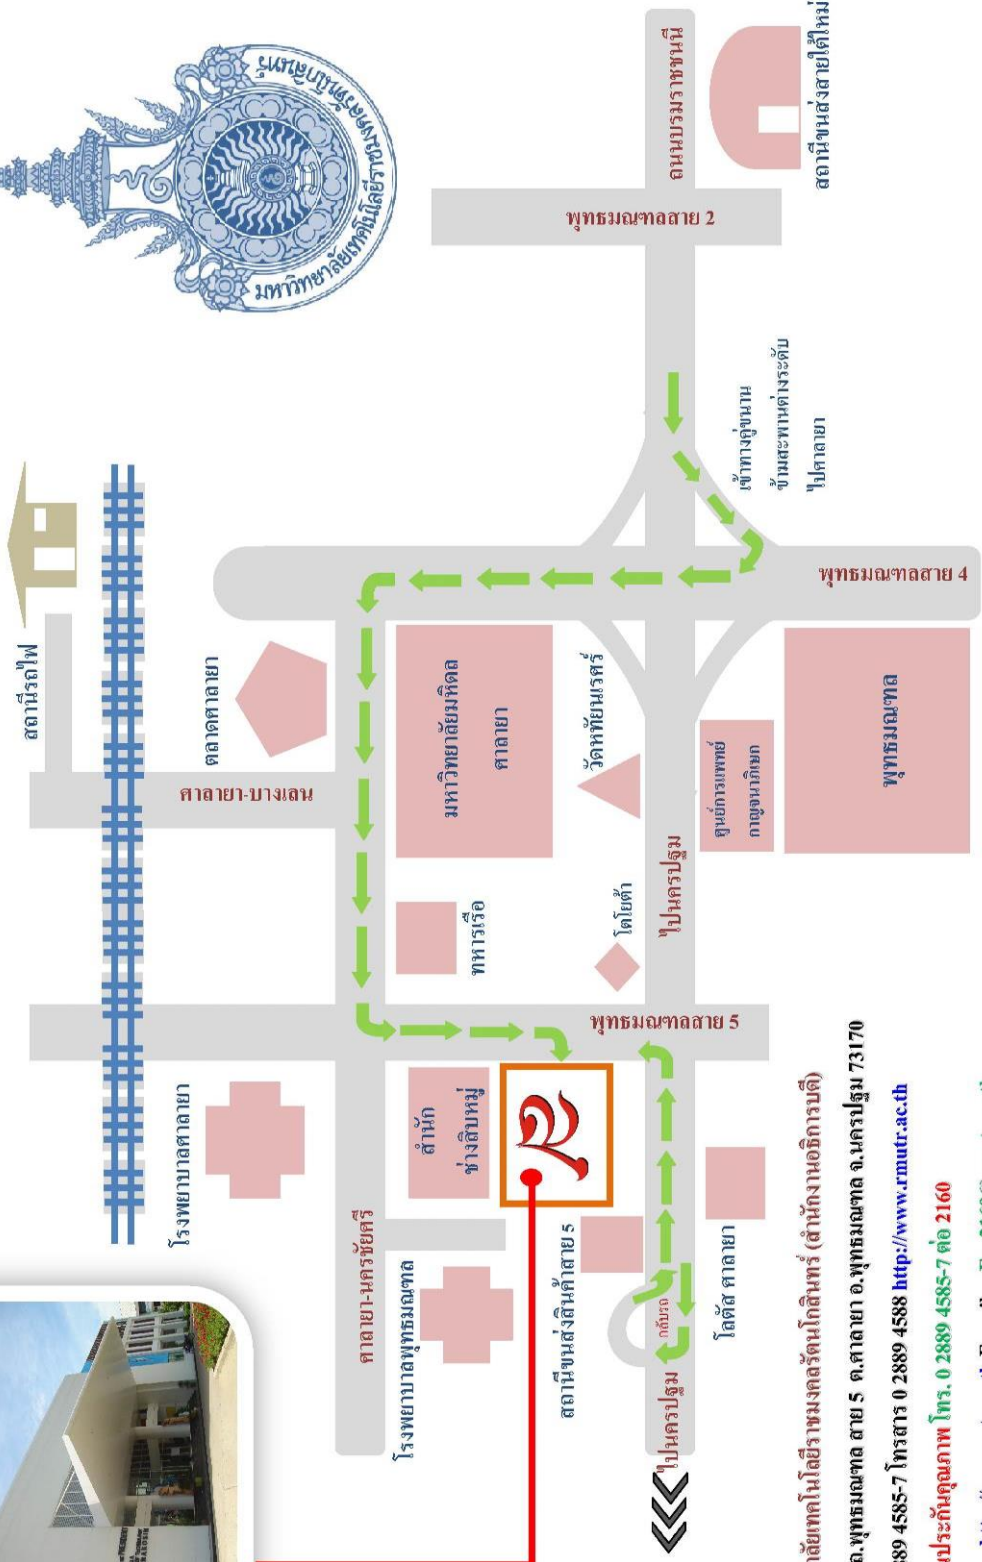 มหาวิทยาลัยเทคโนโลยีราชมงคลรัตนโกสินทร์
สถานีรถไฟ
ตลาดศาลายา
ศาลายา-บางเลน
โรงพยาบาลศาลายา
ศาลายา-นครชัยศรี
โรงพยาบาลพุทธมณฑล
สำนัก
ช่างสิบหมู่
ส
สถานีขนส่งสินค้าสาย 5
ทหารเรือ
มหาวิทยาลัยมหิดล
ศาลายา
วัดหทัยนเรศร์
โตโยต้า
พุทธมณฑลสาย 5
พุทธมณฑลสาย 2
ถนนบรมราชชนนี
สถานีขนส่งสายใต้ใหม่
เข้าทางคู่ขนาน
ข้ามสะพานต่างระดับ
ไปศาลายา
พุทธมณฑลสาย 4
ไปนครปฐม
กลับรถ
ไปนครปฐม
ศูนย์การแพทย์
กาญจนาภิเษก
พุทธมณฑล
โลตัส ศาลายา
ลัยเทคโนโลยีราชมงคลรัตนโกสินทร์ (สำนักงานอธิการบดี)
ถ.พุทธมณฑล สาย 5 ต.ศาลายา อ.พุทธมณฑล จ.นครปฐม 73170
889 4585-7 โทรสาร 0 2889 4588 http://www.rmutr.ac.th
นประกันคุณภาพ โทร. 0 2889 4585-7 ต่อ 2160